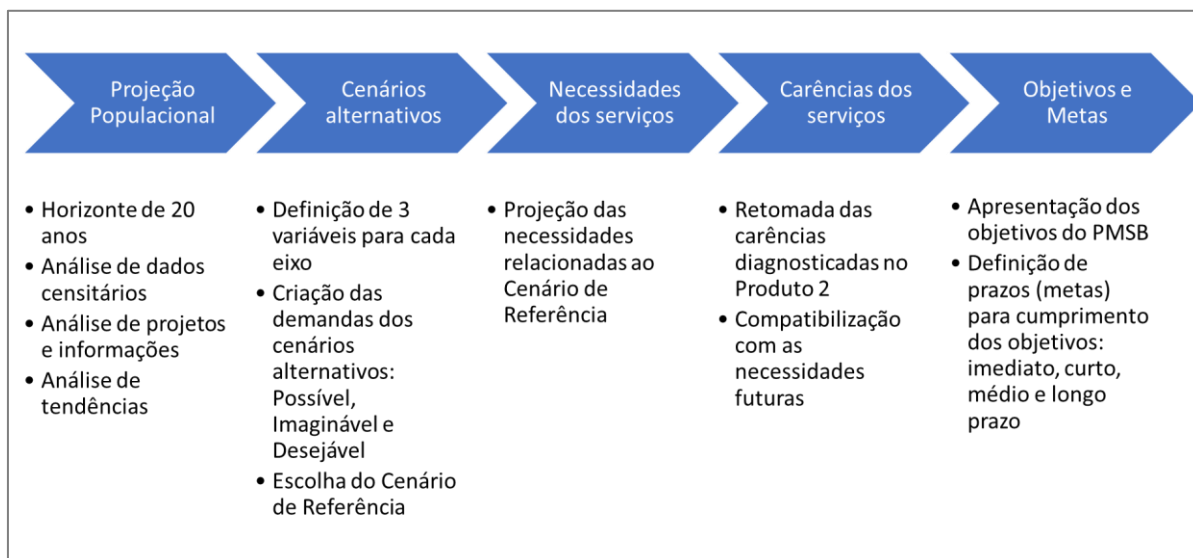 Projeção
Populacional
Cenários
alternativos
Necessidades
dos serviços
Carências dos
serviços
Objetivos e
Metas
• Horizonte de 20
anos
• Análise de dados
censitários
• Análise de projetos
e informações
• Análise de
tendências
• Definição de 3
variáveis para cada
eixo
• Criação das
demandas dos
cenários
alternativos:
Possível,
Imaginável e
Desejável
• Escolha do Cenário
de Referência
• Projeção das
necessidades
relacionadas ao
Cenário de
Referência
• Retomada das
carências
diagnosticadas no
Produto 2
• Compatibilização
com as
necessidades
futuras
• Apresentação dos
objetivos do PMSB
• Definição de
prazos (metas)
para cumprimento
dos objetivos:
imediato, curto,
médio e longo
prazo